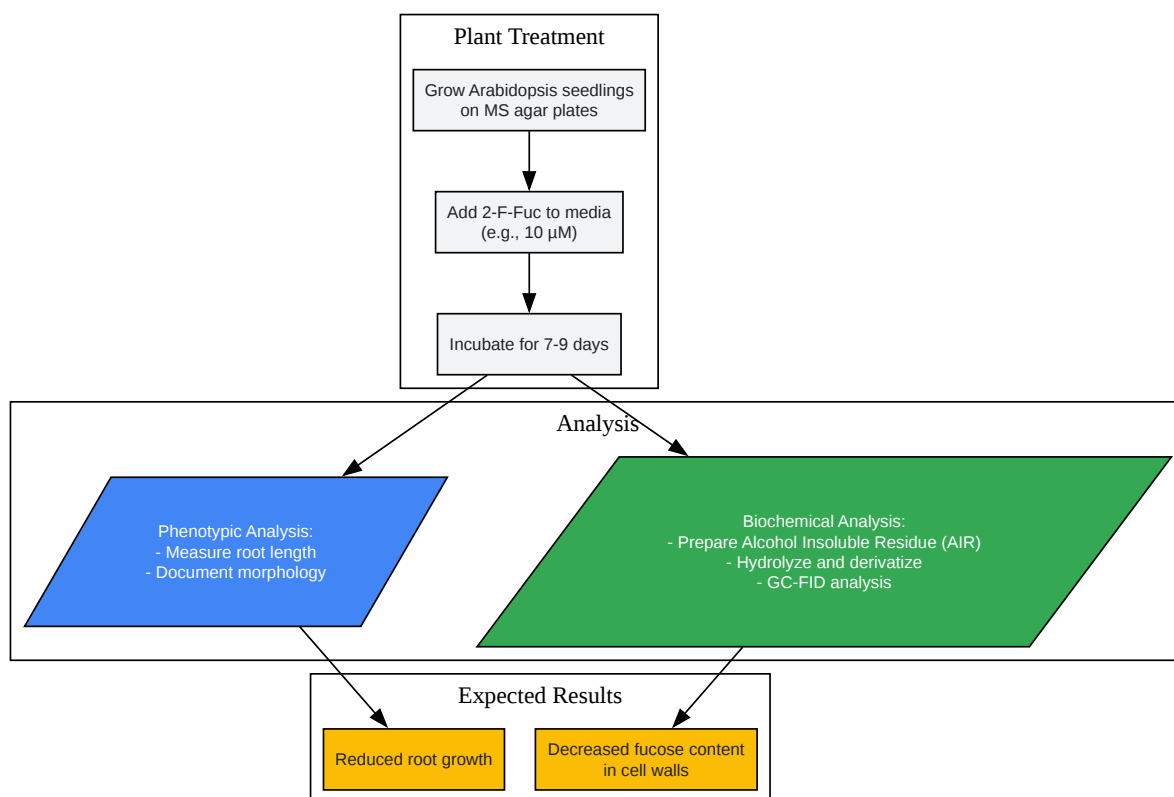 Plant Treatment
Grow Arabidopsis seedlings
on MS agar plates
Add 2-F-Fuc to media
(e.g., 10 µM)
Incubate for 7-9 days
Analysis
Phenotypic Analysis:
- Measure root length
- Document morphology
Biochemical Analysis:
- Prepare Alcohol Insoluble Residue (AIR)
- Hydrolyze and derivatize
- GC-FID analysis
Expected Results
Reduced root growth
Decreased fucose content
in cell walls